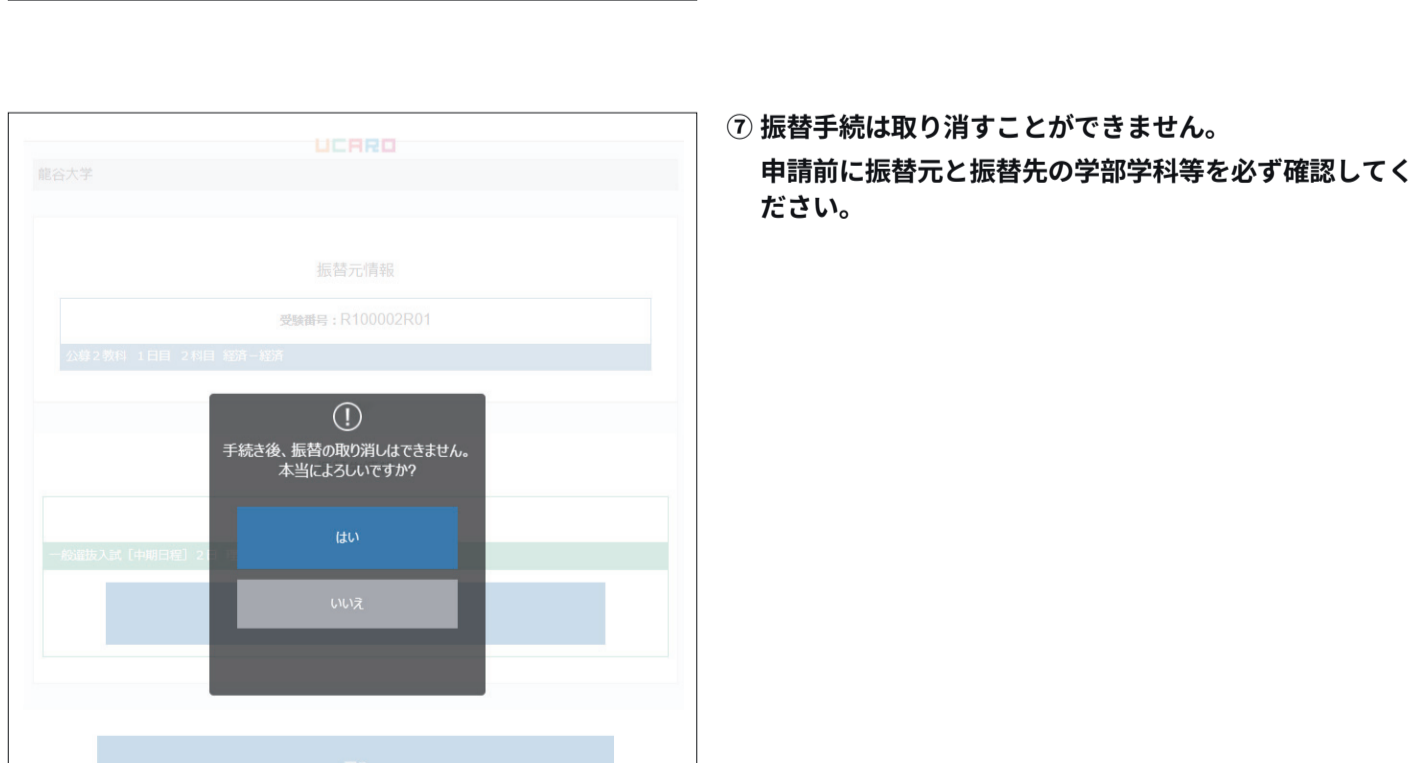 UCARO
龍谷大学
振替元情報
受験番号：R100002R01
公募２教科 １日目 ２科目 経済－経済
手続き後、振替の取り消しはできません。
本当によろしいですか?
はい
一般選抜入試［中期日程］２
いいえ
⑦ 振替手続は取り消すことができません。
申請前に振替元と振替先の学部学科等を必ず確認してく
ださい。